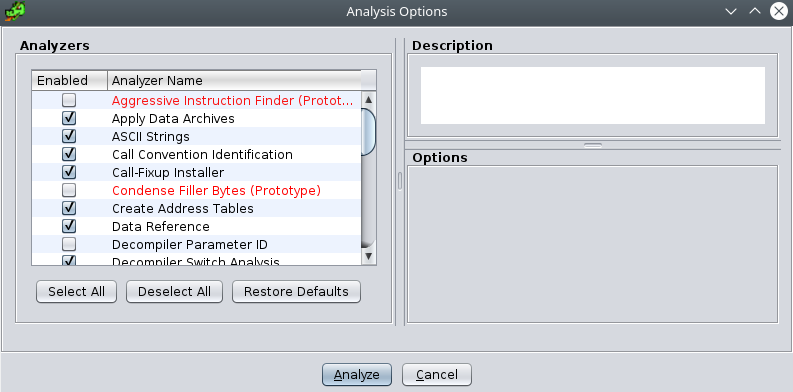 Analysis Options
Analyzers
Enabled Analyzer Name
Aggressive Instruction Finder (Protot...
Apply Data Archives
ASCII Strings
Call Convention Identification
Call-Fixup Installer
Condense Filler Bytes (Prototype)
Create Address Tables
Data Reference
Decompiler Parameter ID
Decompiler Switch Analysis
Select All Deselect All Restore Defaults
Description
Options
Analyze Cancel